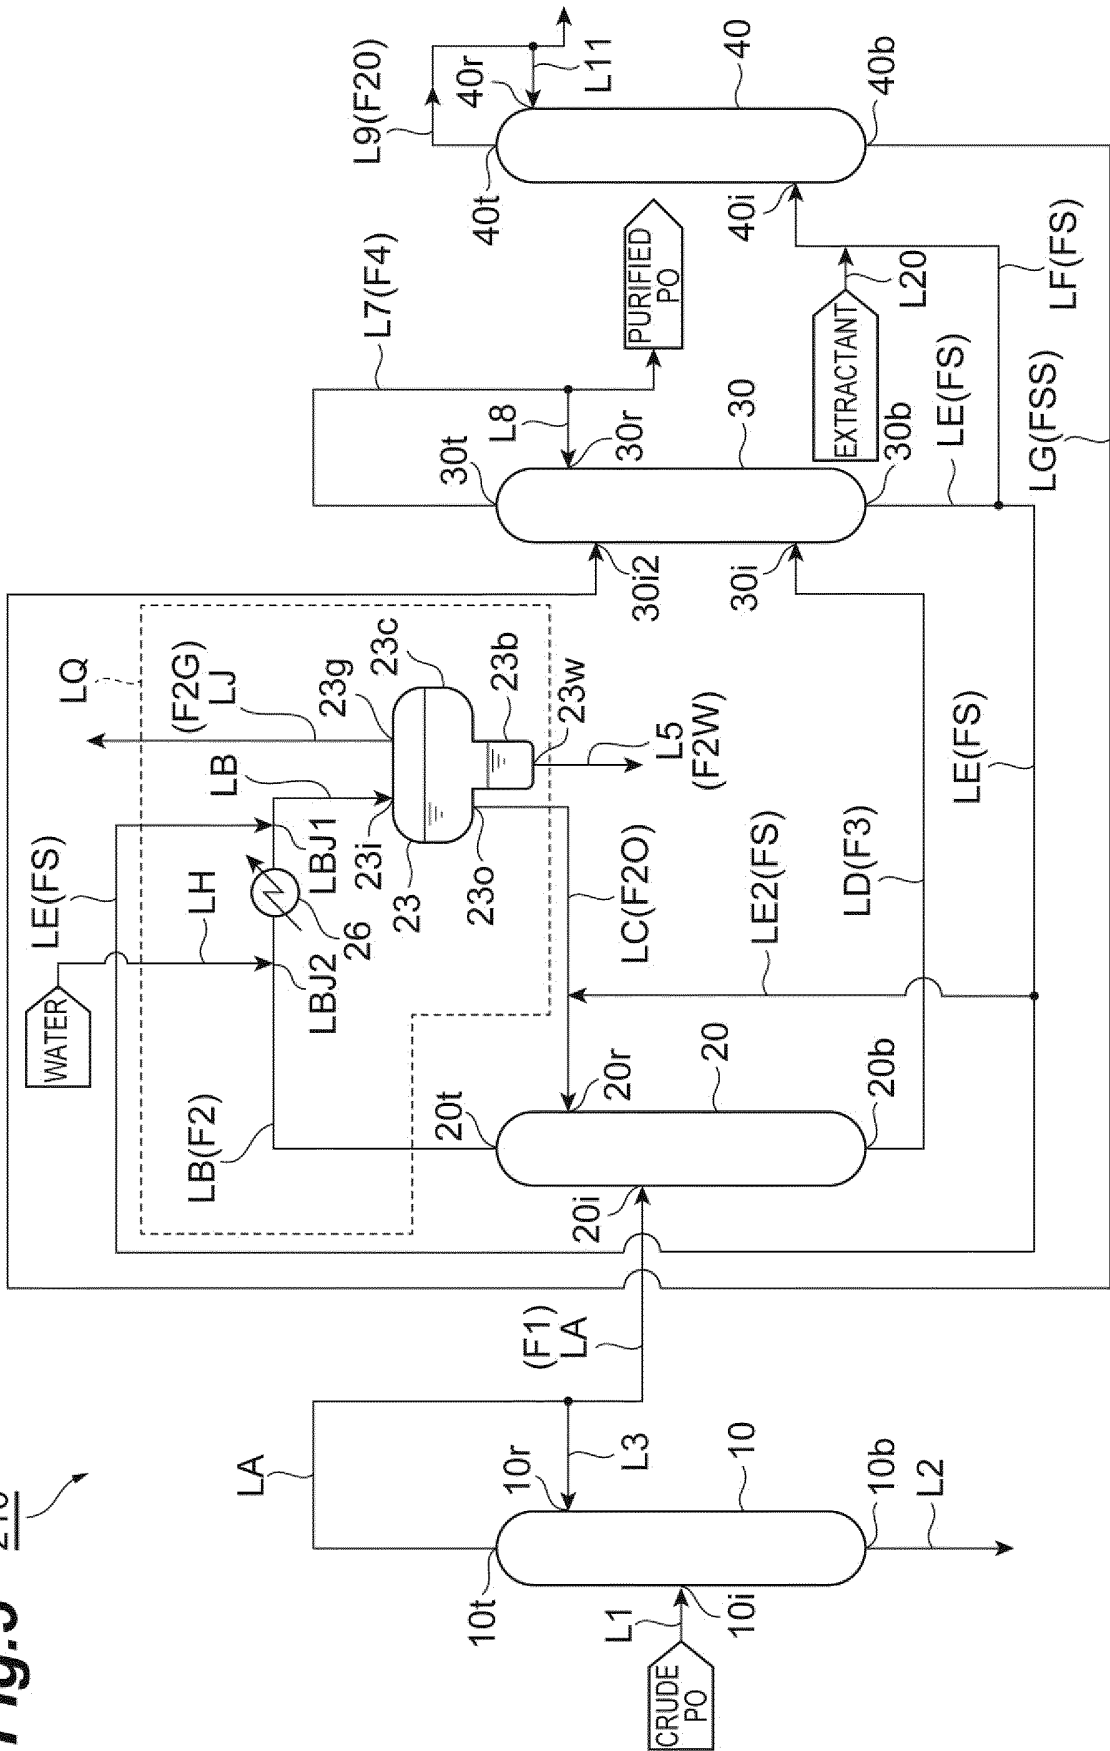 Fig.3
210
CRUDE
PO
L1
10i
10t
10r
10
10b
L2
L3
LA
(F1)
LA
20i
20t
20r
20
20b
LB(F2)
WATER
LH
LBJ2
26
LBJ1
LE(FS)
LB
23i
23
23o
23g
23c
23b
23w
(F2G)
LJ
LQ
L5
(F2W)
LC(F2O)
LE2(FS)
LD(F3)
LE(FS)
30i2
30i
30t
30r
30
30b
L8
L7(F4)
PURIFIED
PO
EXTRACTANT
L20
LE(FS)
LF(FS)
LG(FSS)
40i
40t
40r
40
40b
L9(F20)
L11